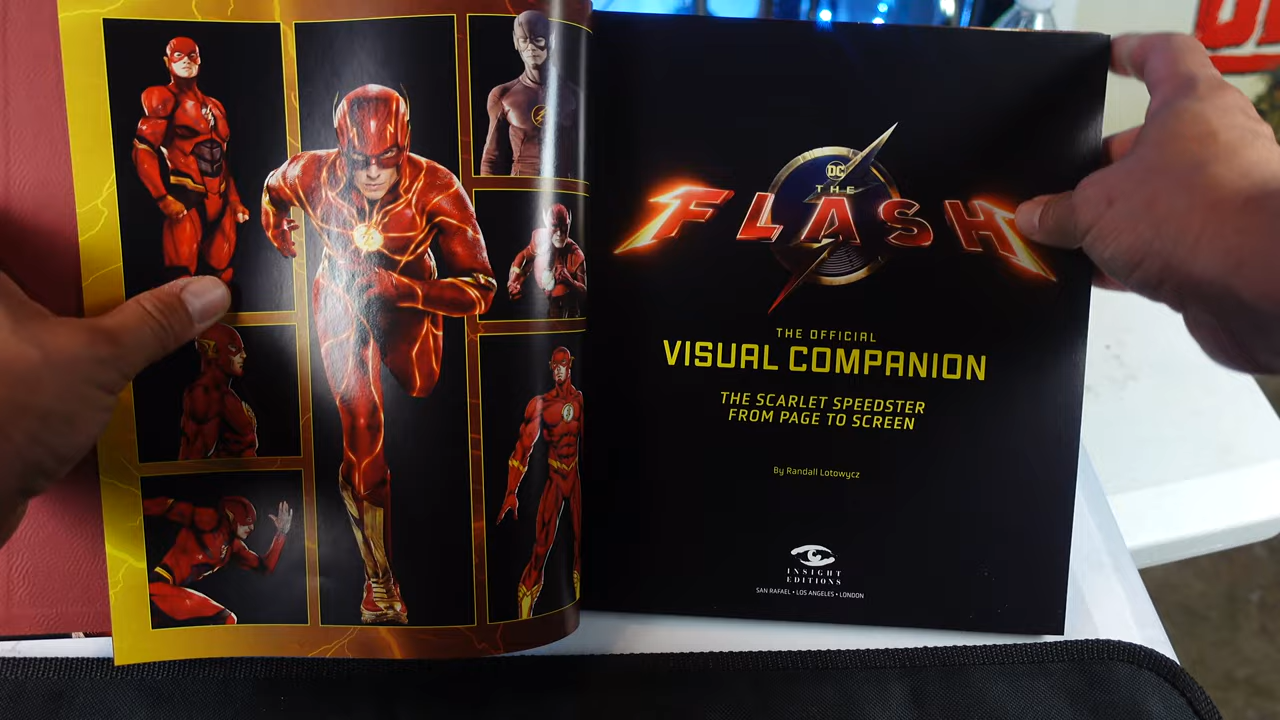 DC
THE
FLASH
THE OFFICIAL
VISUAL COMPANION
THE SCARLET SPEEDSTER
FROM PAGE TO SCREEN
By Randall Lotowycz
INSIGHT
EDITIONS
SAN RAFAEL • LOS ANGELES • LONDON